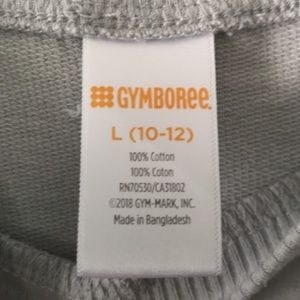 GYMBOREE
L (10-12)
100% Cotton
100% Coton
RN70530/CA31802
©2018 GYM-MARK, INC.
Made in Bangladesh